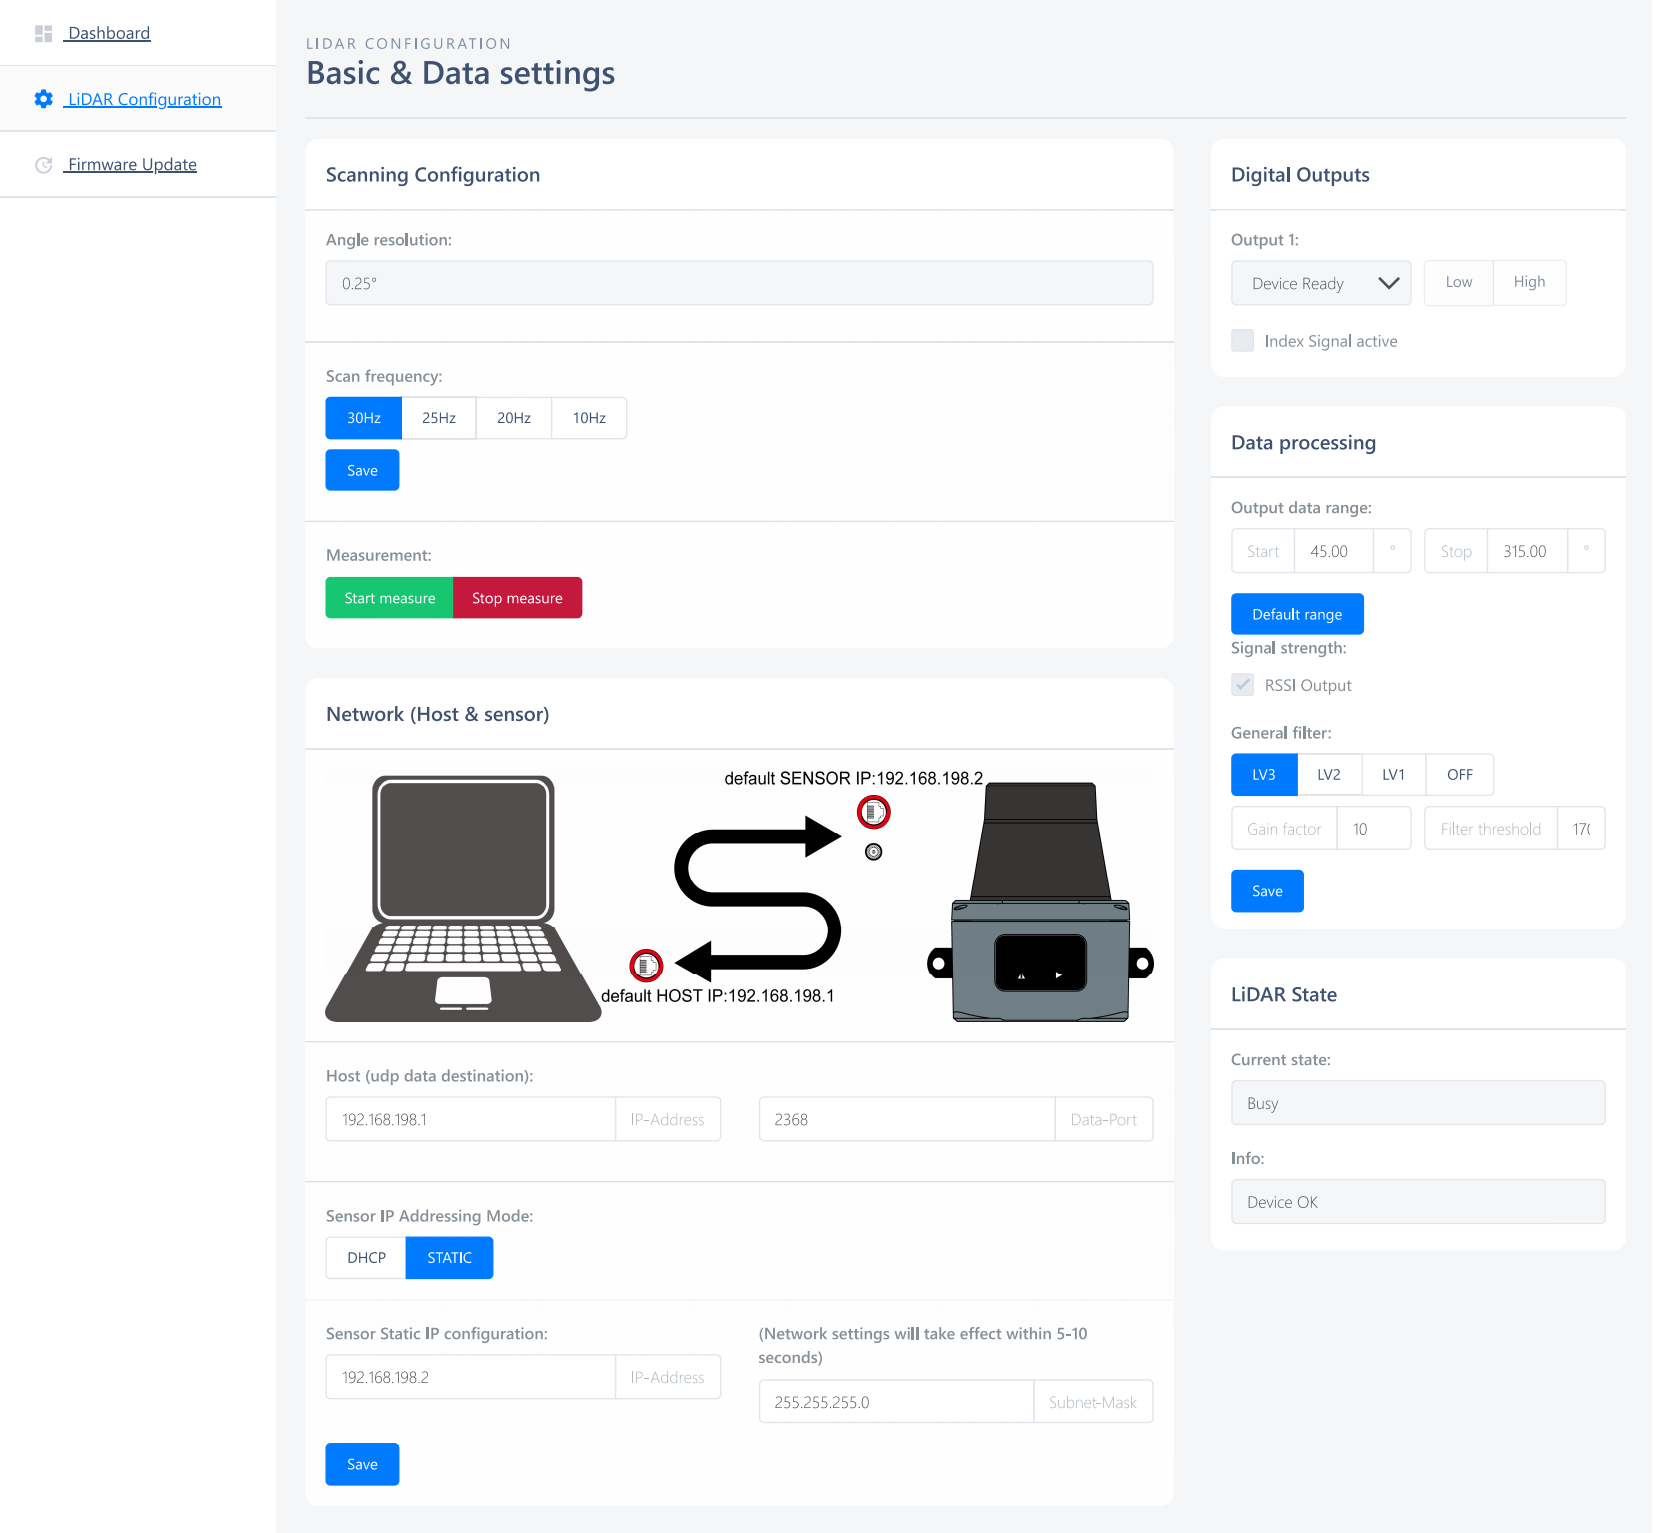 Dashboard
LiDAR Configuration
Firmware Update
LIDAR CONFIGURATION
Basic & Data settings
Scanning Configuration
Angle resolution:
0.25°
Scan frequency:
30Hz 25Hz 20Hz 10Hz
Save
Measurement:
Start measure Stop measure
Network (Host & sensor)
default SENSOR IP:192.168.198.2
default HOST IP:192.168.198.1
Host (udp data destination):
192.168.198.1 IP-Address 2368 Data-Port
Sensor IP Addressing Mode:
DHCP STATIC
Sensor Static IP configuration:
192.168.198.2 IP-Address
(Network settings will take effect within 5-10
seconds)
255.255.255.0 Subnet-Mask
Save
Digital Outputs
Output 1:
Device Ready Low High
Index Signal active
Data processing
Output data range:
Start 45.00 ° Stop 315.00 °
Default range
Signal strength:
RSSI Output
General filter:
LV3 LV2 LV1 OFF
Gain factor 10 Filter threshold
Save
LiDAR State
Current state:
Busy
Info:
Device OK